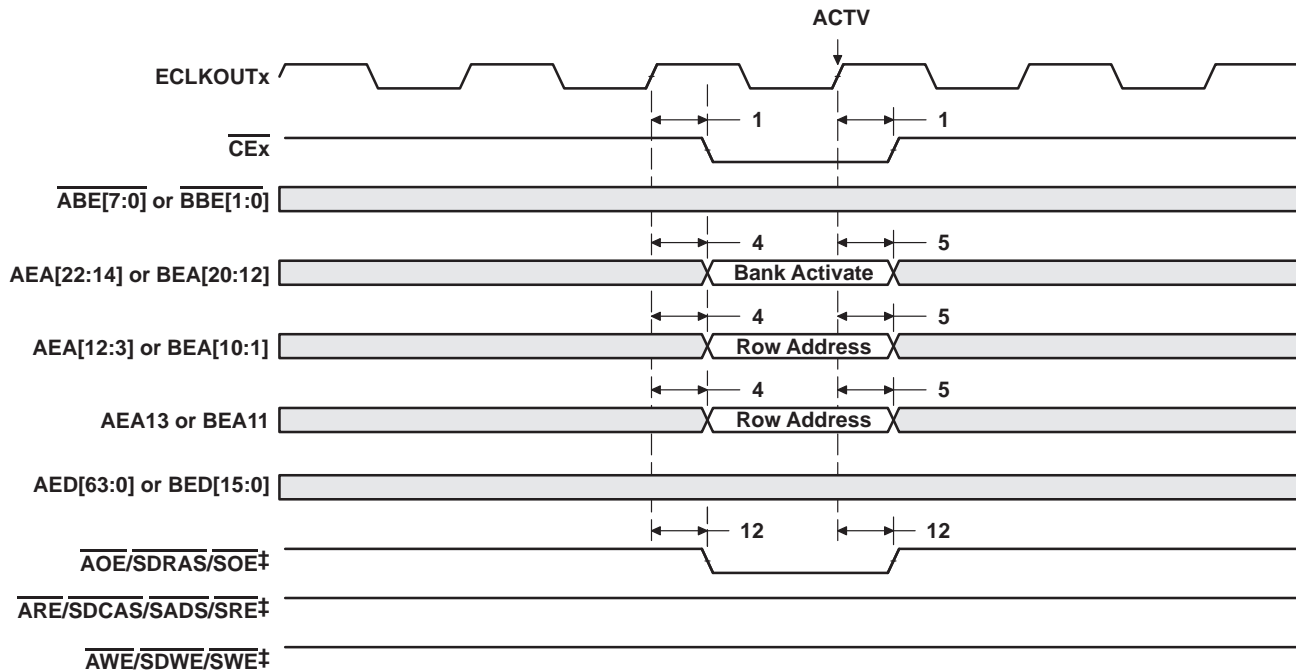 ACTV
ECLKOUTx
1 1
CEx
ABE[7:0] or BBE[1:0]
4 5
AEA[22:14] or BEA[20:12] Bank Activate
4 5
AEA[12:3] or BEA[10:1] Row Address
4 5
AEA13 or BEA11 Row Address
AED[63:0] or BED[15:0]
12 12
AOE/SDRAS/SOE‡
ARE/SDCAS/SADS/SRE‡
AWE/SDWE/SWE‡